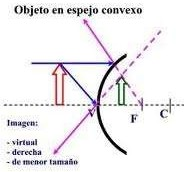 Objeto en espejo convexo
V
F
C
Imagen:
- virtual
- derecha
- de menor tamaño